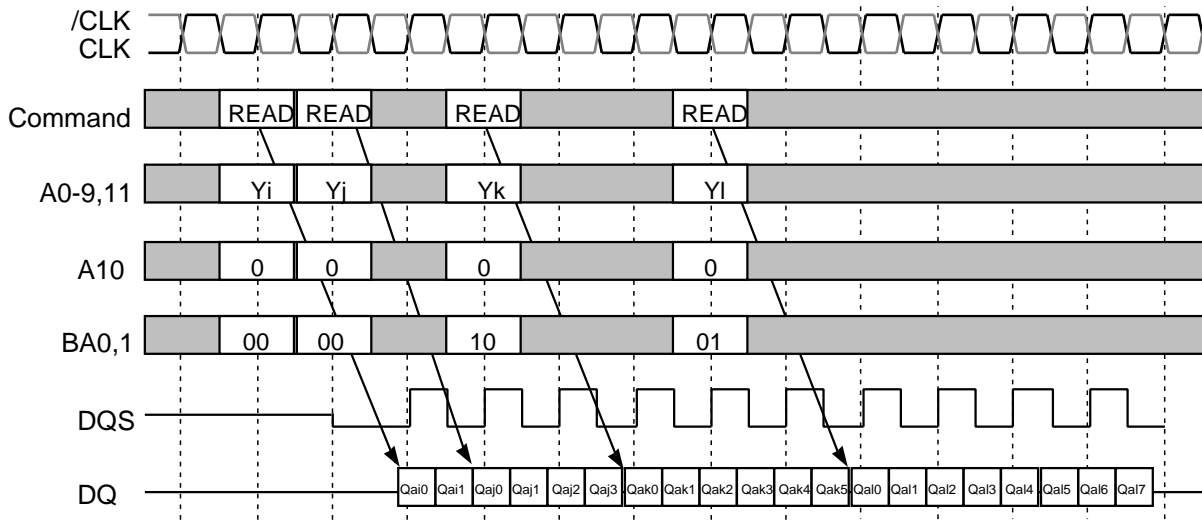 /CLK
CLK
Command READ READ READ READ
A0-9,11 Yi Yj Yk Yl
A10 0 0 0 0
BA0,1 00 00 10 01
DQS
DQ Qai0 Qai1 Qaj0 Qaj1 Qaj2 Qaj3 Qak0 Qak1 Qak2 Qak3 Qak4 Qak5 Qal0 Qal1 Qal2 Qal3 Qal4 Qal5 Qal6 Qal7